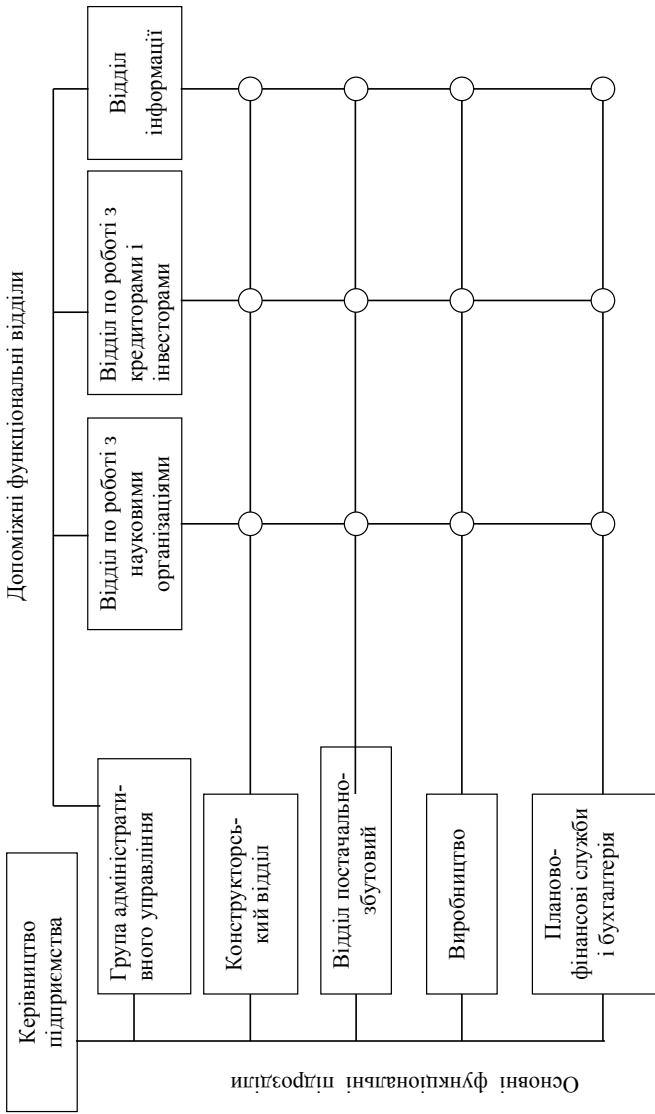 Допоміжні функціональні відділи
Керівництво
підприємства
Група адміністрати-
вного управління
Відділ по роботі з
науковими
організаціями
Відділ по роботі з
кредиторами і
інвесторами
Відділ
інформації
Конструкторсь-
кий відділ
Відділ постачально-
збутовий
Виробництво
Планово-
фінансові служби
і бухгалтерія
Основні функціональні підрозділи